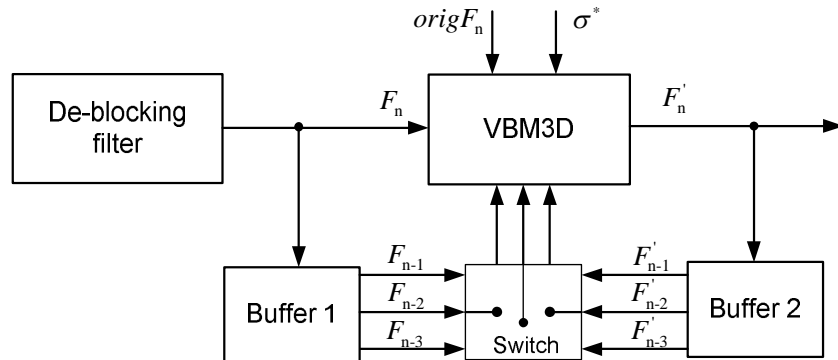 origF_n
σ*
De-blocking
filter
F_n
VBM3D
F'_n
Buffer 1
F_n-1
F_n-2
F_n-3
Switch
F'_n-1
F'_n-2
F'_n-3
Buffer 2